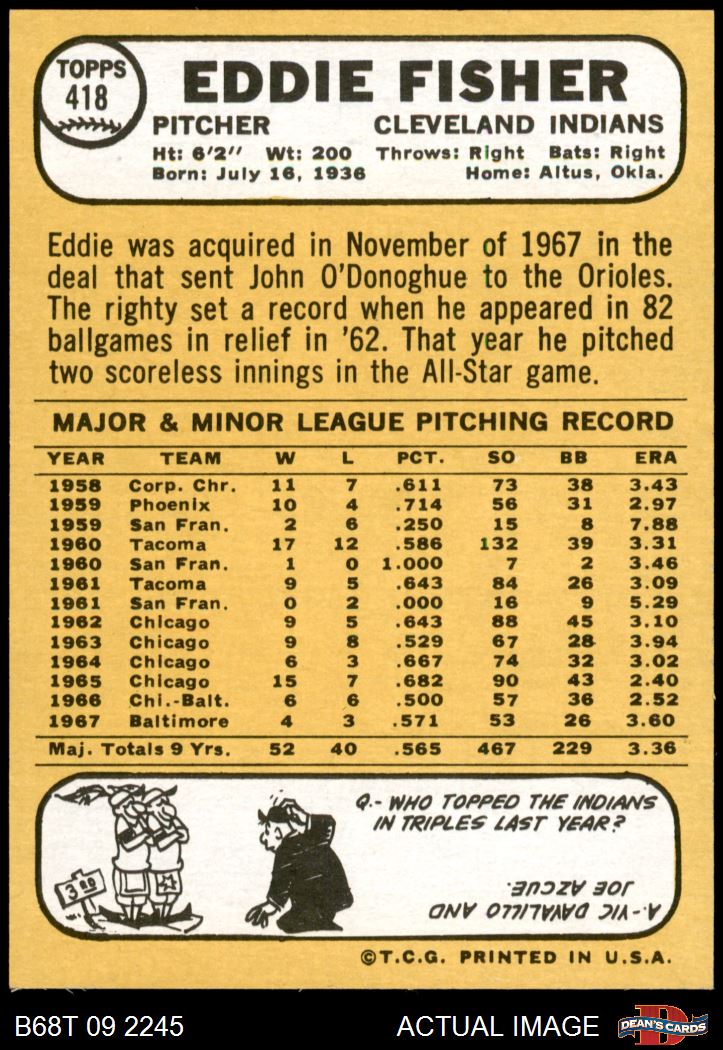 TOPPS
418
EDDIE FISHER
PITCHER CLEVELAND INDIANS
Ht: 6'2" Wt: 200 Throws: Right Bats: Right
Born: July 16, 1936 Home: Altus, Okla.
Eddie was acquired in November of 1967 in the
deal that sent John O'Donoghue to the Orioles.
The righty set a record when he appeared in 82
ballgames in relief in '62. That year he pitched
two scoreless innings in the All-Star game.
MAJOR & MINOR LEAGUE PITCHING RECORD
YEAR TEAM W L PCT. SO BB ERA
1958 Corp. Chr. 11 7 .611 73 38 3.43
1959 Phoenix 10 4 .714 56 31 2.97
1959 San Fran. 2 6 .250 15 8 7.88
1960 Tacoma 17 12 .586 132 39 3.31
1960 San Fran. 1 0 1.000 7 2 3.46
1961 Tacoma 9 5 .643 84 26 3.09
1961 San Fran. 0 2 .000 16 9 5.29
1962 Chicago 9 5 .643 88 45 3.10
1963 Chicago 9 8 .529 67 28 3.94
1964 Chicago 6 3 .667 74 32 3.02
1965 Chicago 15 7 .682 90 43 2.40
1966 Chi.-Balt. 6 6 .500 57 36 2.52
1967 Baltimore 4 3 .571 53 26 3.60
Maj. Totals 9 Yrs. 52 40 .565 467 229 3.36
Q.- WHO TOPPED THE INDIANS
IN TRIPLES LAST YEAR?
A.- VIC DAVALILLO AND
JOE AZCUE.
©T.C.G. PRINTED IN U.S.A.
B68T 09 2245 ACTUAL IMAGE
DEAN'S CARDS